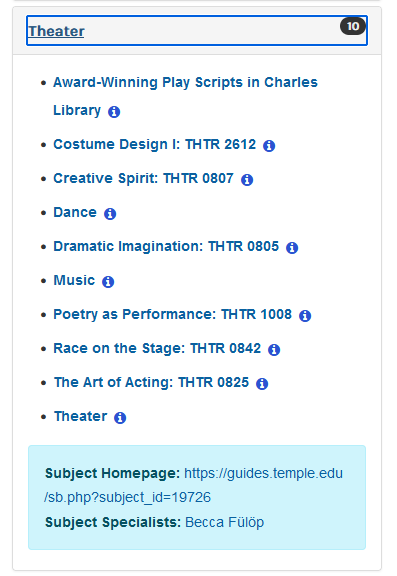 Theater
10
Award-Winning Play Scripts in Charles
Library
Costume Design I: THTR 2612
Creative Spirit: THTR 0807
Dance
Dramatic Imagination: THTR 0805
Music
Poetry as Performance: THTR 1008
Race on the Stage: THTR 0842
The Art of Acting: THTR 0825
Theater
Subject Homepage: https://guides.temple.edu
/sb.php?subject_id=19726
Subject Specialists: Becca Fülöp